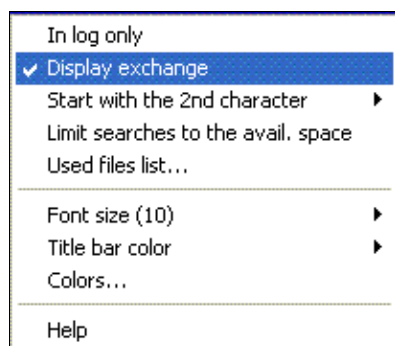 In log only
Display exchange
Start with the 2nd character
Limit searches to the avail. space
Used files list...
Font size (10)
Title bar color
Colors...
Help